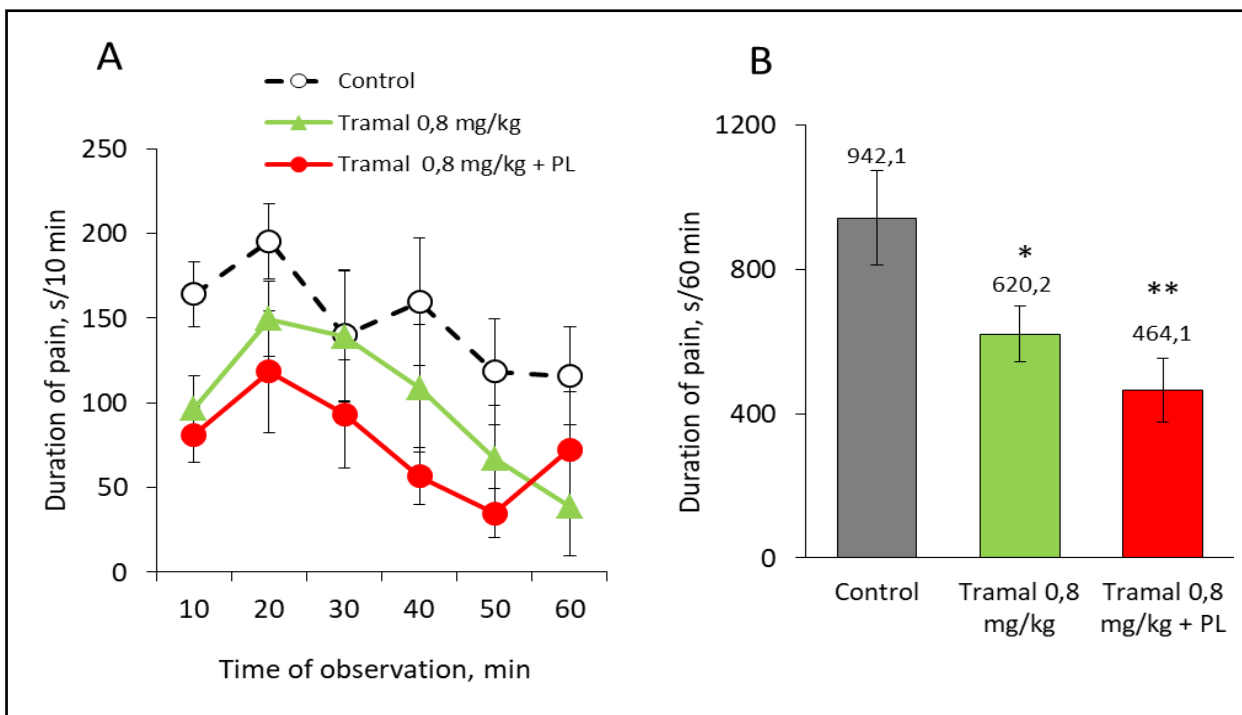 A
Control
Tramal 0,8 mg/kg
Tramal 0,8 mg/kg + PL
Duration of pain, s/10 min
250
200
150
100
50
0
10 20 30 40 50 60
Time of observation, min
B
Duration of pain, s/60 min
1200
800
400
0
942,1
*
620,2
**
464,1
Control
Tramal 0,8
mg/kg
Tramal 0,8
mg/kg + PL